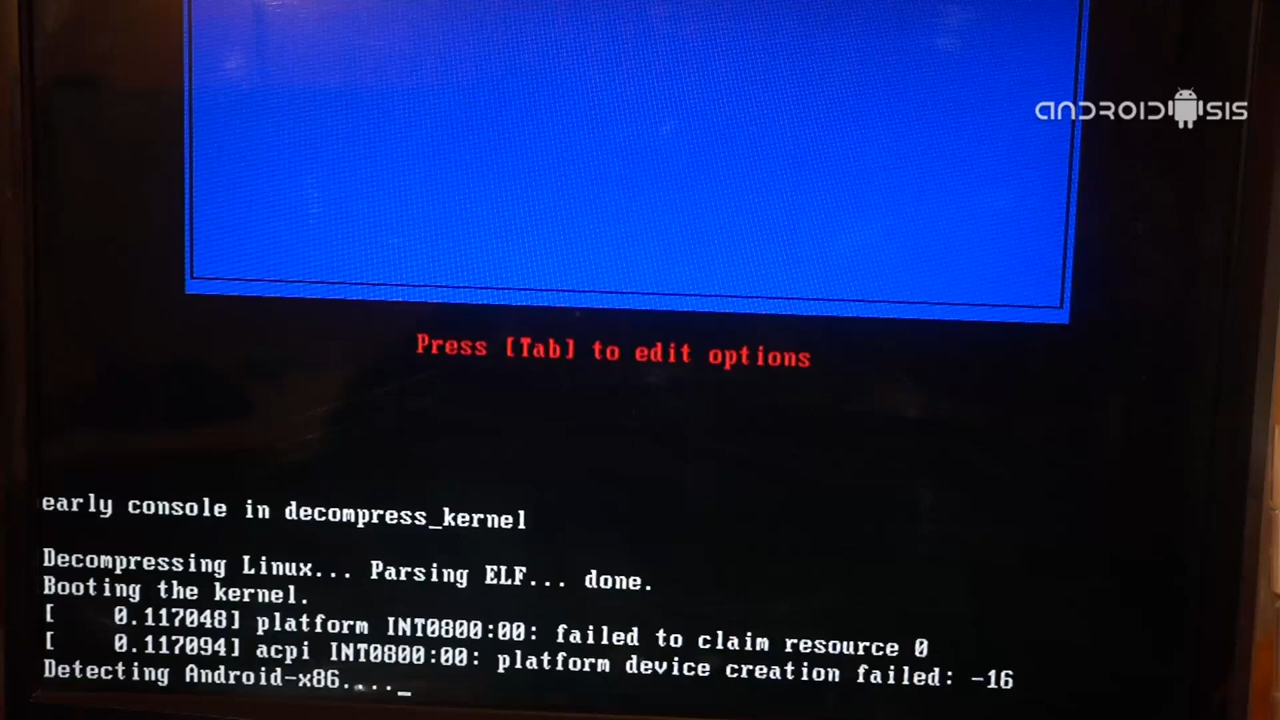 ANDROIDSIS
Press [Tab] to edit options
early console in decompress_kernel
Decompressing Linux... Parsing ELF... done.
Booting the kernel.
[    0.117048] platform INT0800:00: failed to claim resource 0
[    0.117094] acpi INT0800:00: platform device creation failed: -16
Detecting Android-x86....._